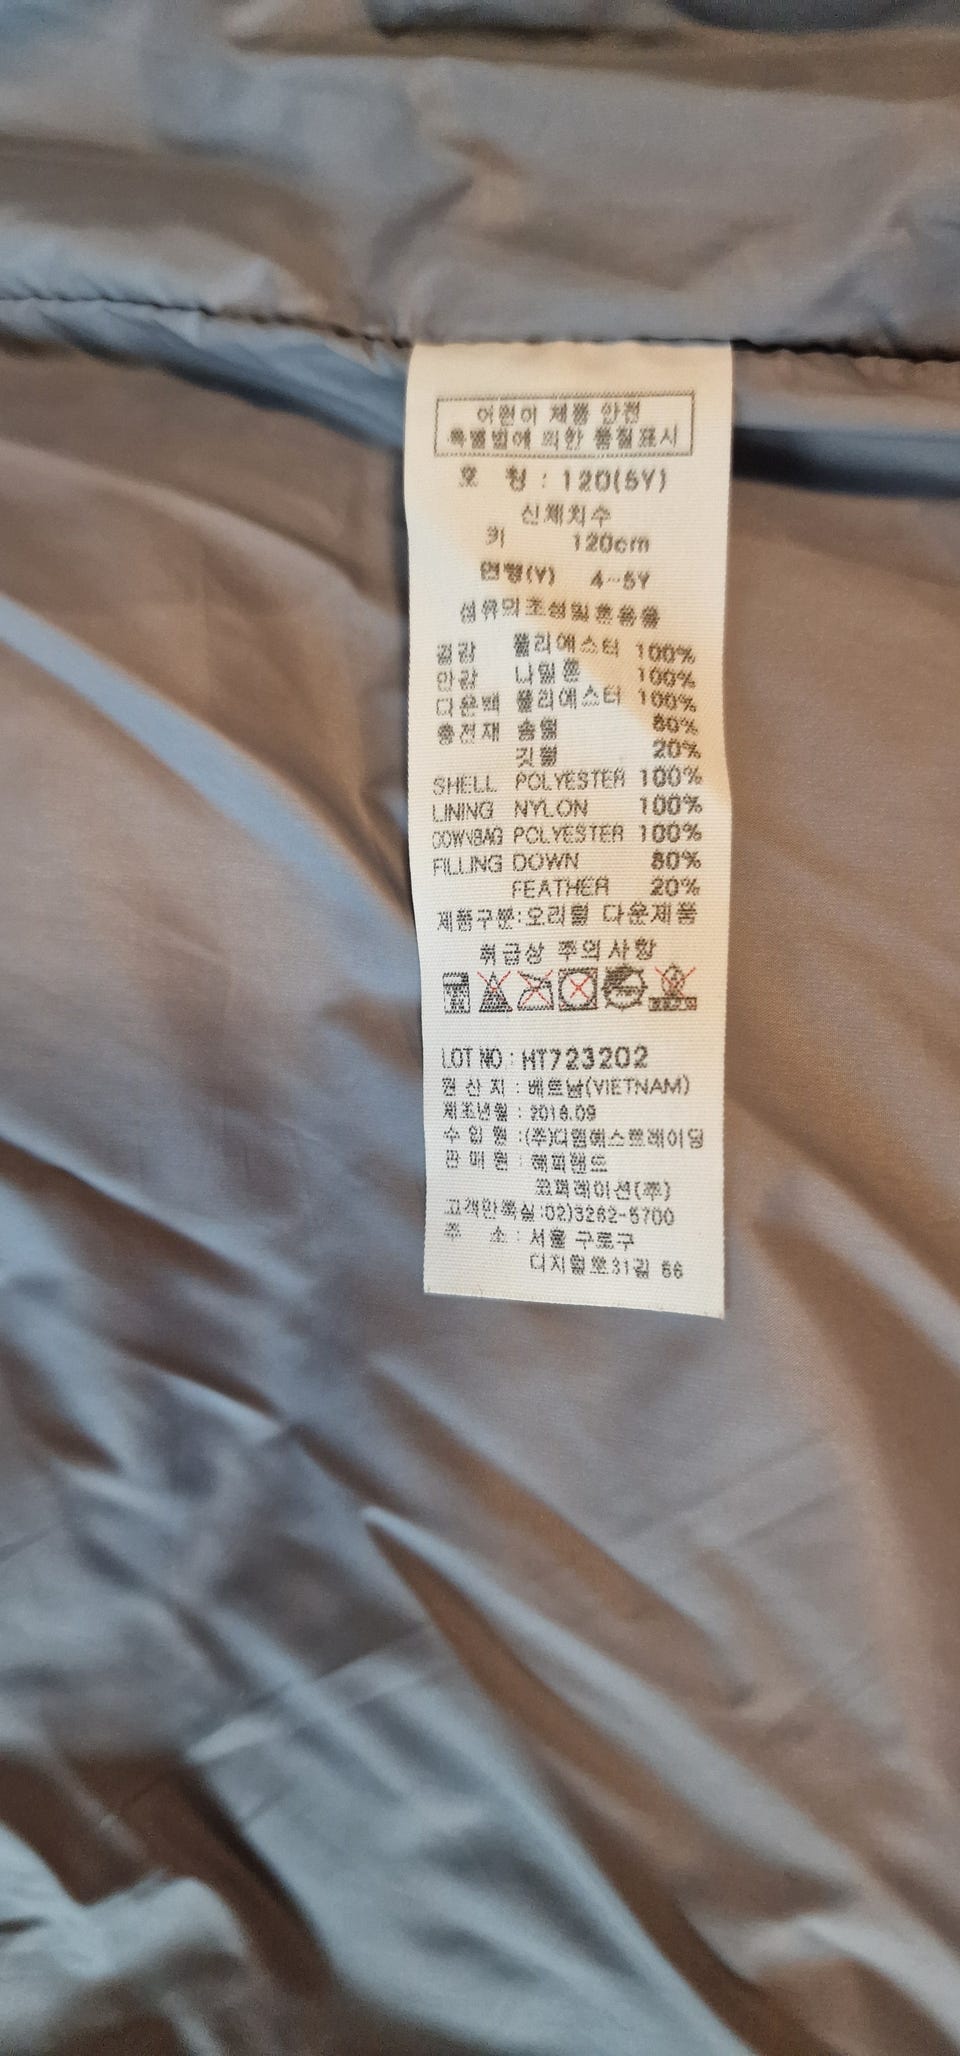 어린이 제품 안전
특별법에 의한 품질표시
호 칭 : 120(5Y)
신체치수
키 120cm
연령(Y) 4~5Y
섬유의조성및혼용율
겉감 폴리에스터 100%
안감 나일론 100%
다운백 폴리에스터 100%
충전재 솜털 80%
깃털 20%
SHELL POLYESTER 100%
LINING NYLON 100%
DOWNBAG POLYESTER 100%
FILLING DOWN 80%
FEATHER 20%
제품구분:오리털 다운제품
취급상 주의사항
LOT NO : HT723202
원 산 지 : 베트남(VIETNAM)
제조년월 : 2018.09
수 입 원 :(주)디엠에스트레이딩
판 매 원 : 해피랜드
코퍼레이션(주)
고객만족실:02)3282-5700
주 소 : 서울 구로구
디지털로31길 66